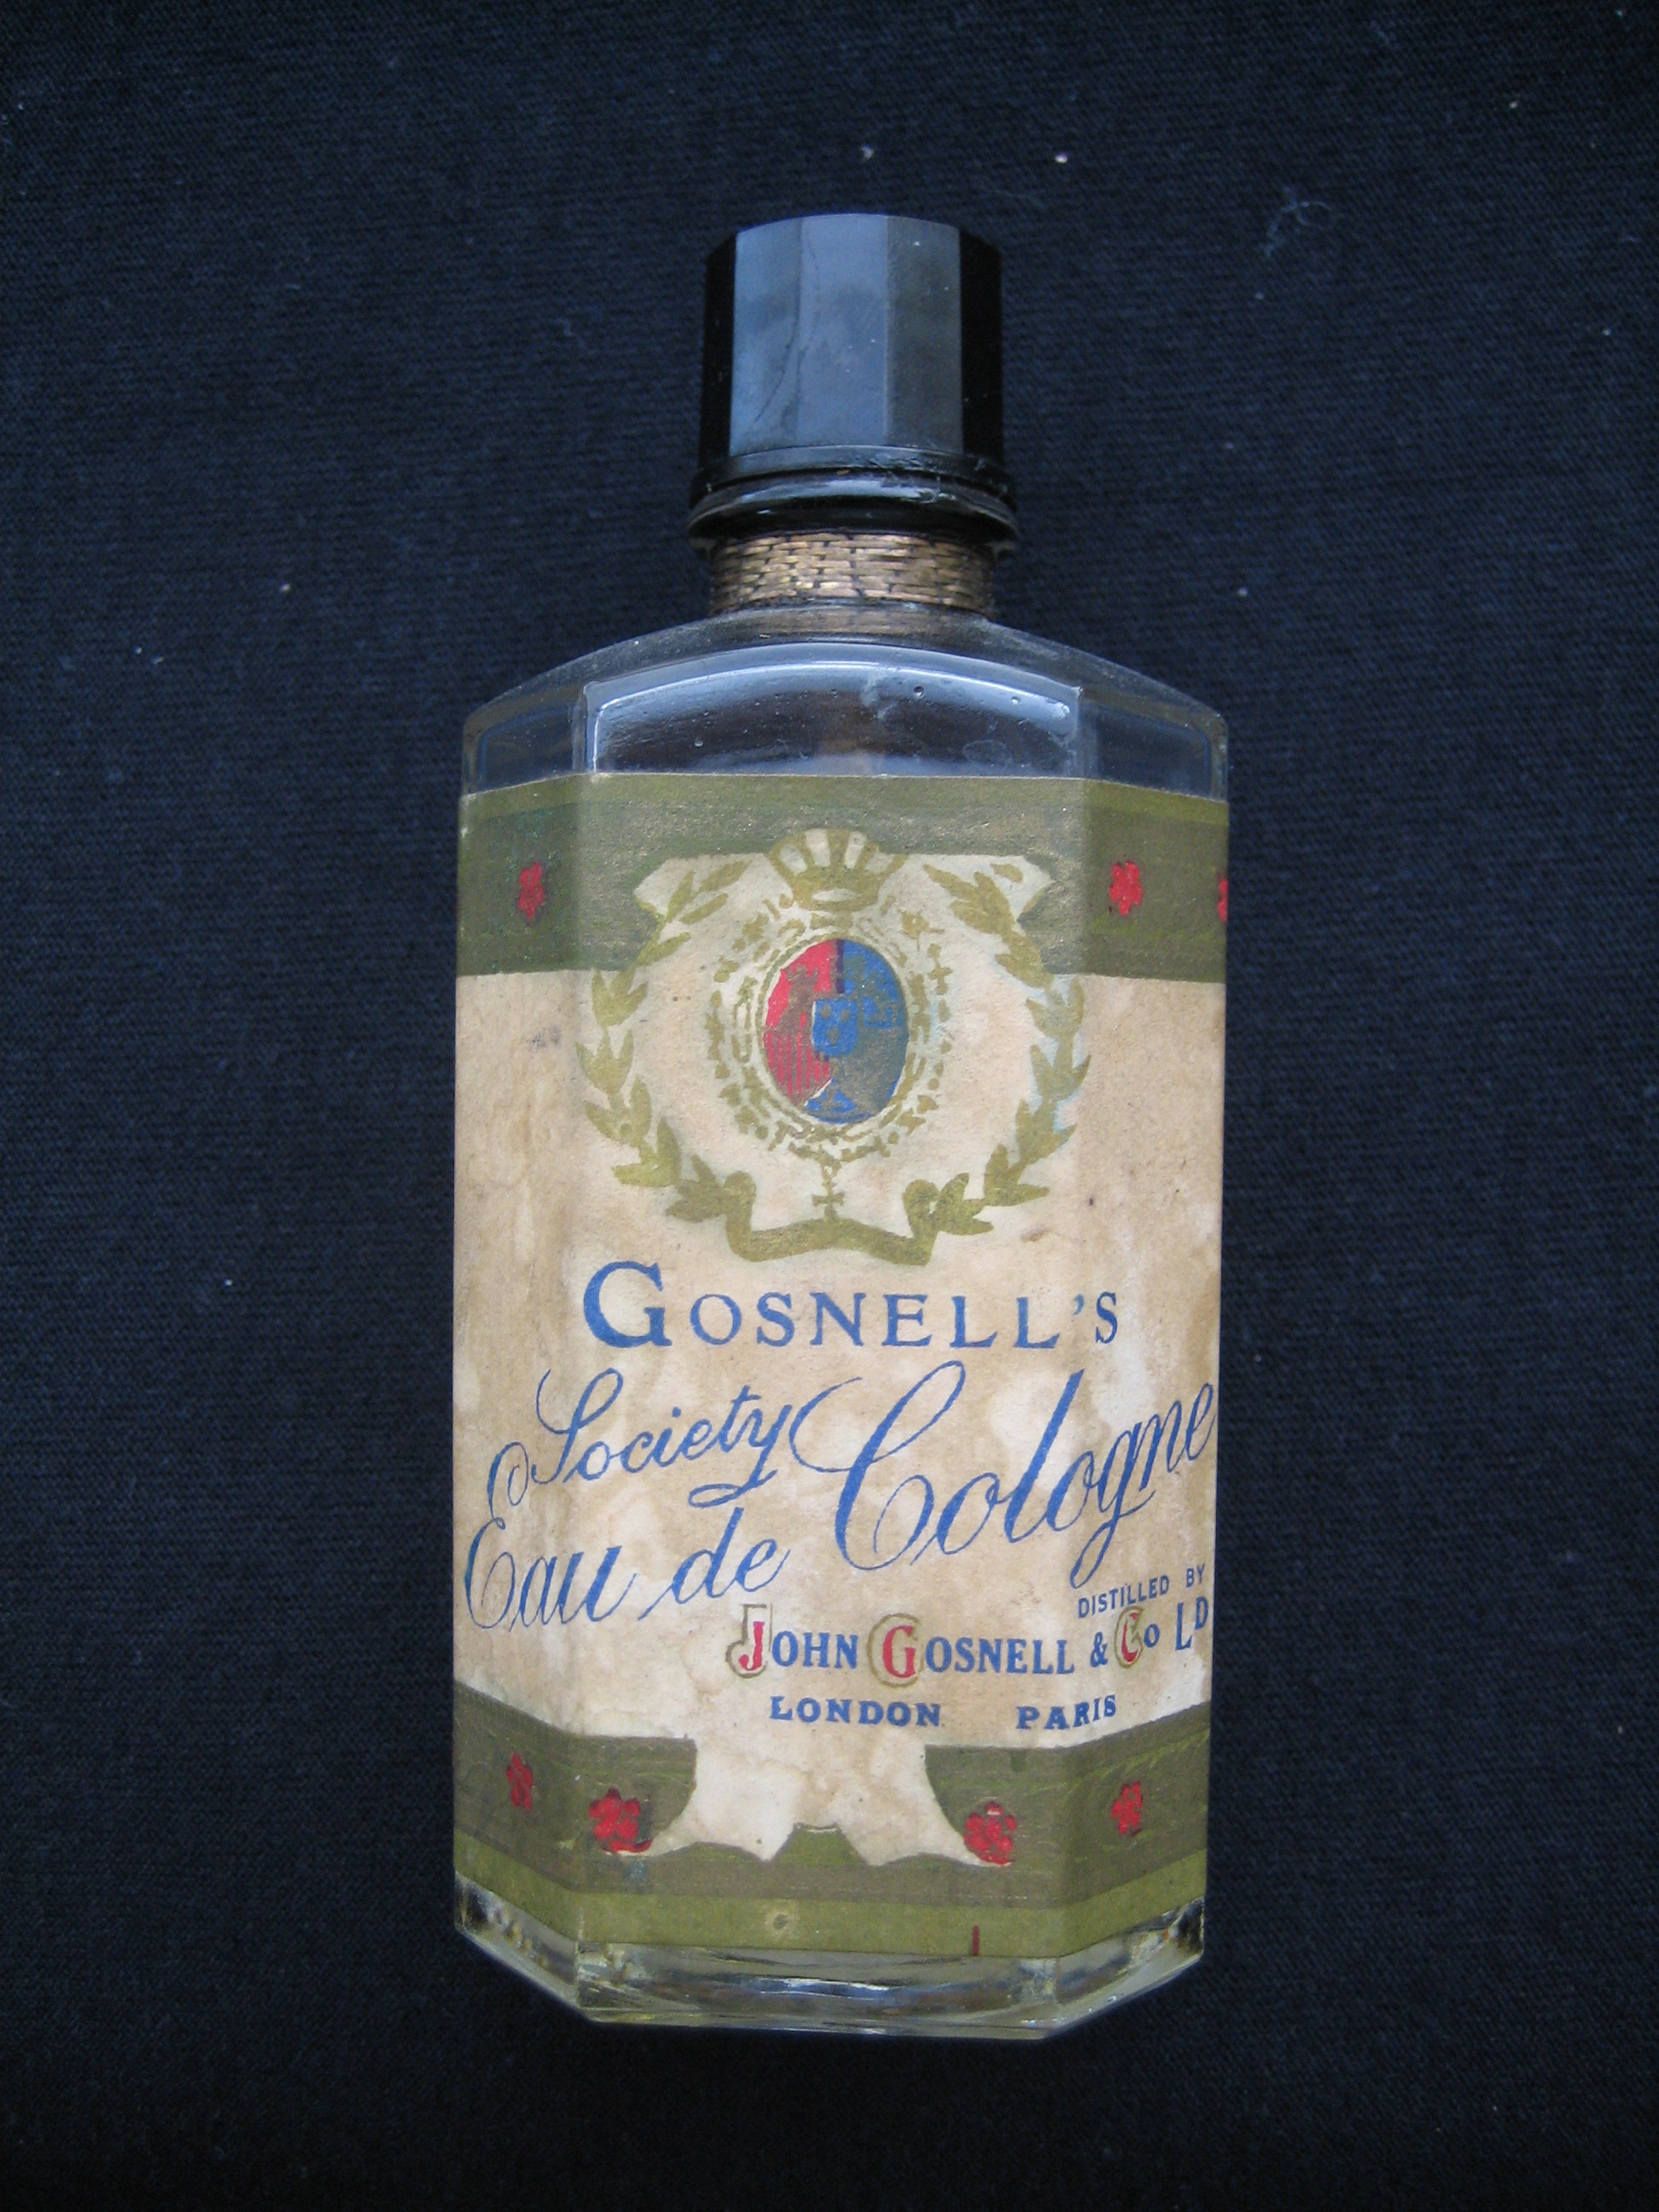 GOSNELL'S
Society
Eau de Cologne
DISTILLED BY
JOHN GOSNELL & Co LD
LONDON PARIS